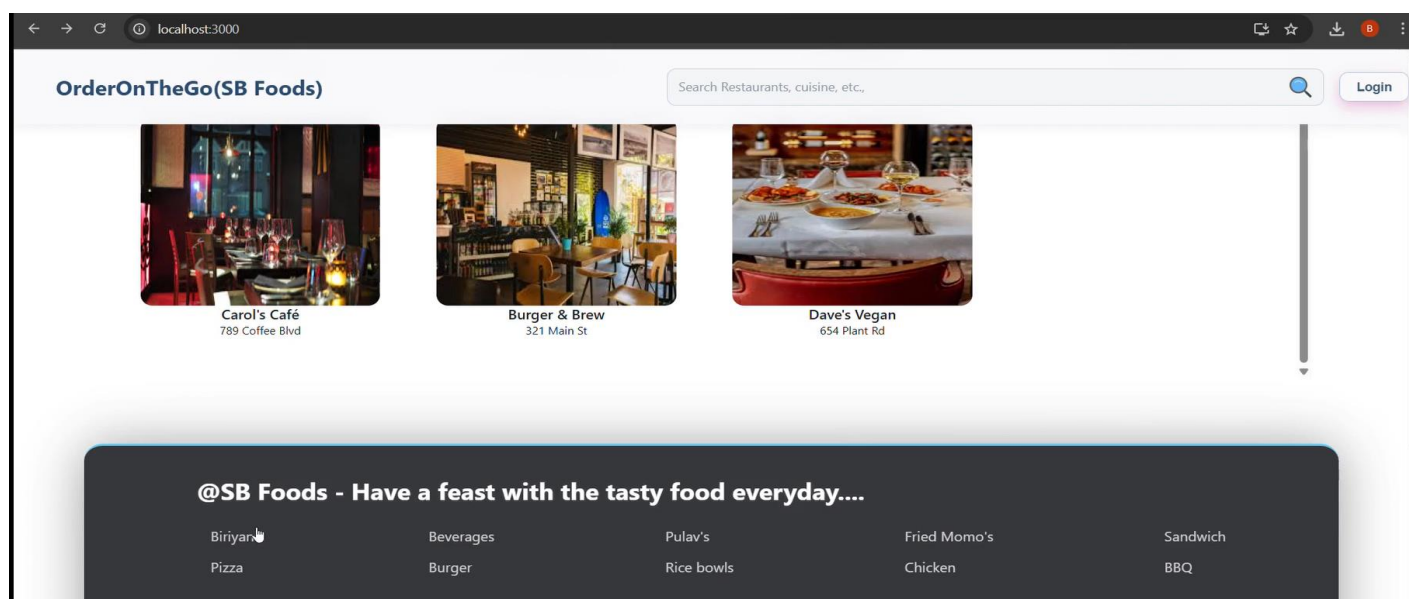 localhost:3000
B
OrderOnTheGo(SB Foods)
Search Restaurants, cuisine, etc.,
Login
Carol's Café
789 Coffee Blvd
Burger & Brew
321 Main St
Dave's Vegan
654 Plant Rd
@SB Foods - Have a feast with the tasty food everyday....
Beverages Pulav's Fried Momo's Sandwich
Pizza Burger Rice bowls Chicken BBQ